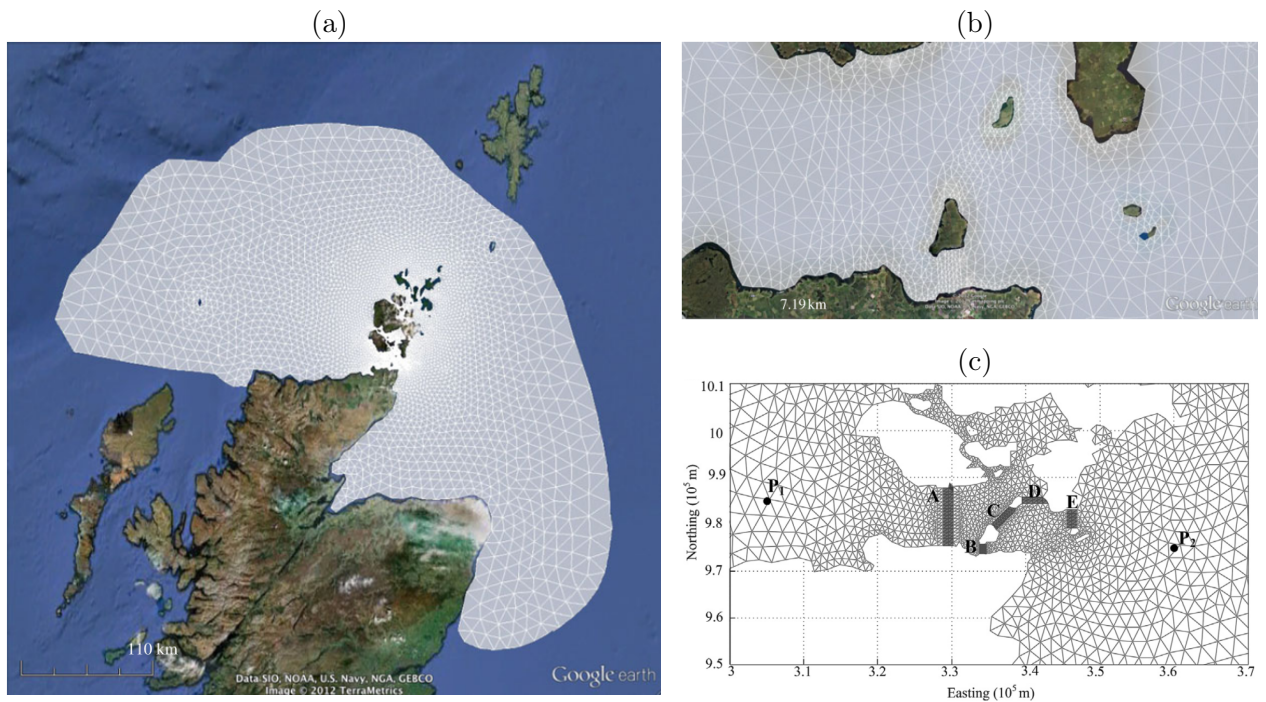 (a)
110 km
Data SIO, NOAA, U.S. Navy, NGA, GEBCO
Image © 2012 TerraMetrics
Google earth
(b)
7.19 km
Google earth
(c)
10.1
10
9.9
9.8
9.7
9.6
9.5
Northing (10⁵ m)
P₁
A
B
C
D
E
P₂
3
3.1
3.2
3.3
3.4
3.5
3.6
3.7
Easting (10⁵ m)